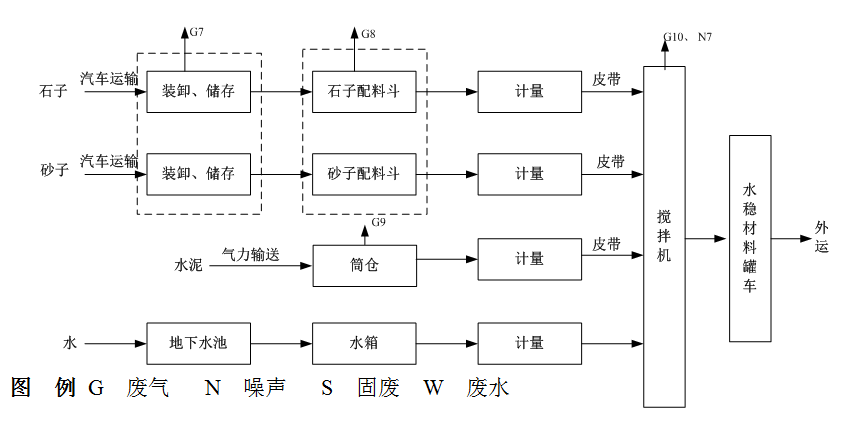 G7
G8
G10、 N7
石子 汽车运输 装卸、储存 石子配料斗 计量 皮带
砂子 汽车运输 装卸、储存 砂子配料斗 计量 皮带
G9
水泥 气力输送 筒仓 计量 皮带
水 地下水池 水箱 计量
搅拌机
水稳材料罐车
外运
图 例 G 废气 N 噪声 S 固废 W 废水